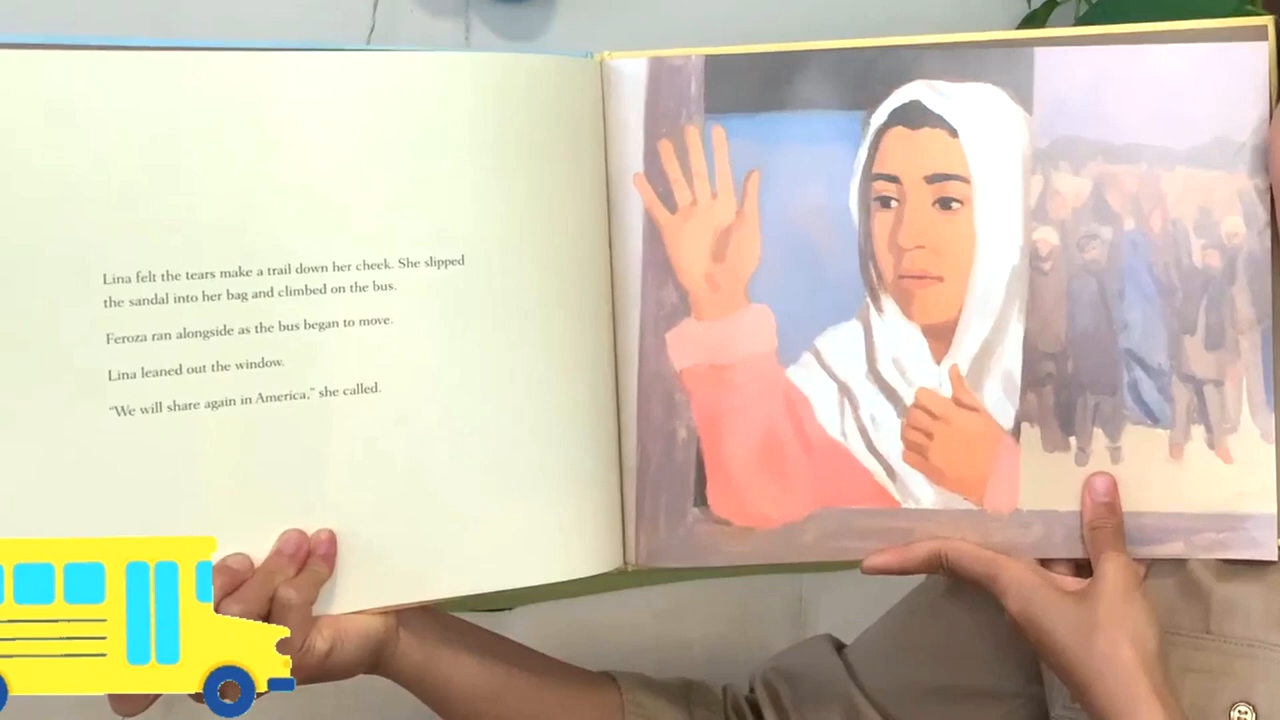 Lina felt the tears make a trail down her cheek. She slipped
the sandal into her bag and climbed on the bus.
Feroza ran alongside as the bus began to move.
Lina leaned out the window.
“We will share again in America,” she called.